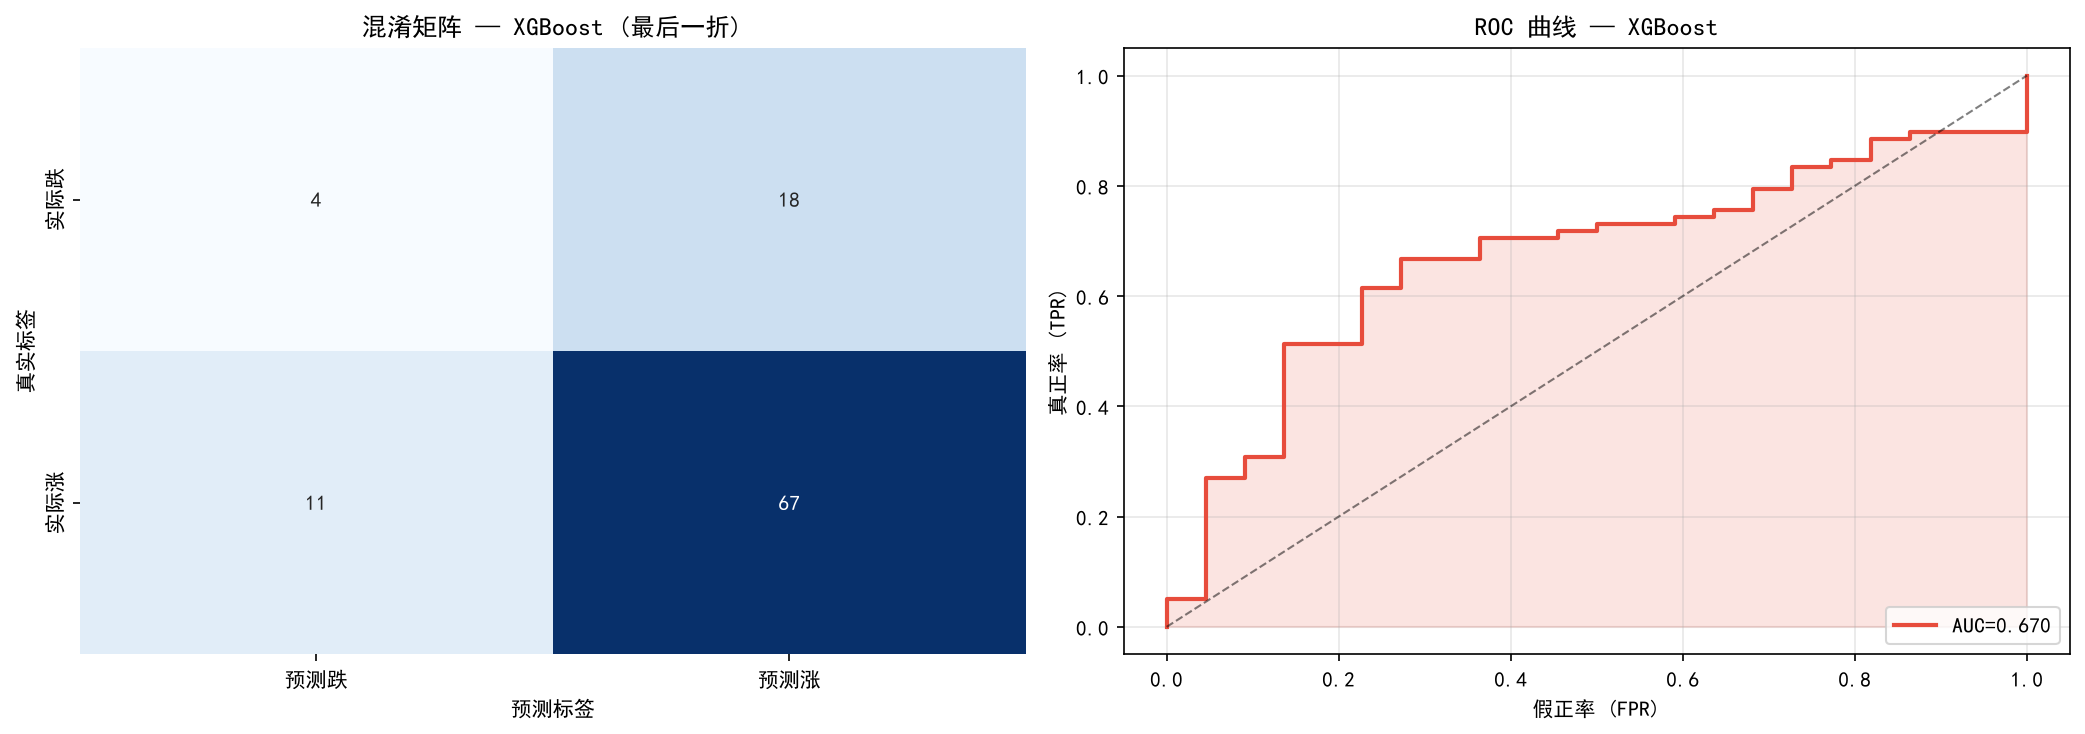 混淆矩阵 — XGBoost (最后一折)
实际跌
实际涨
真实标签
4
18
11
67
预测跌
预测涨
预测标签
ROC 曲线 — XGBoost
真正率 (TPR)
1.0
0.8
0.6
0.4
0.2
0.0
AUC=0.670
0.0
0.2
0.4
0.6
0.8
1.0
假正率 (FPR)